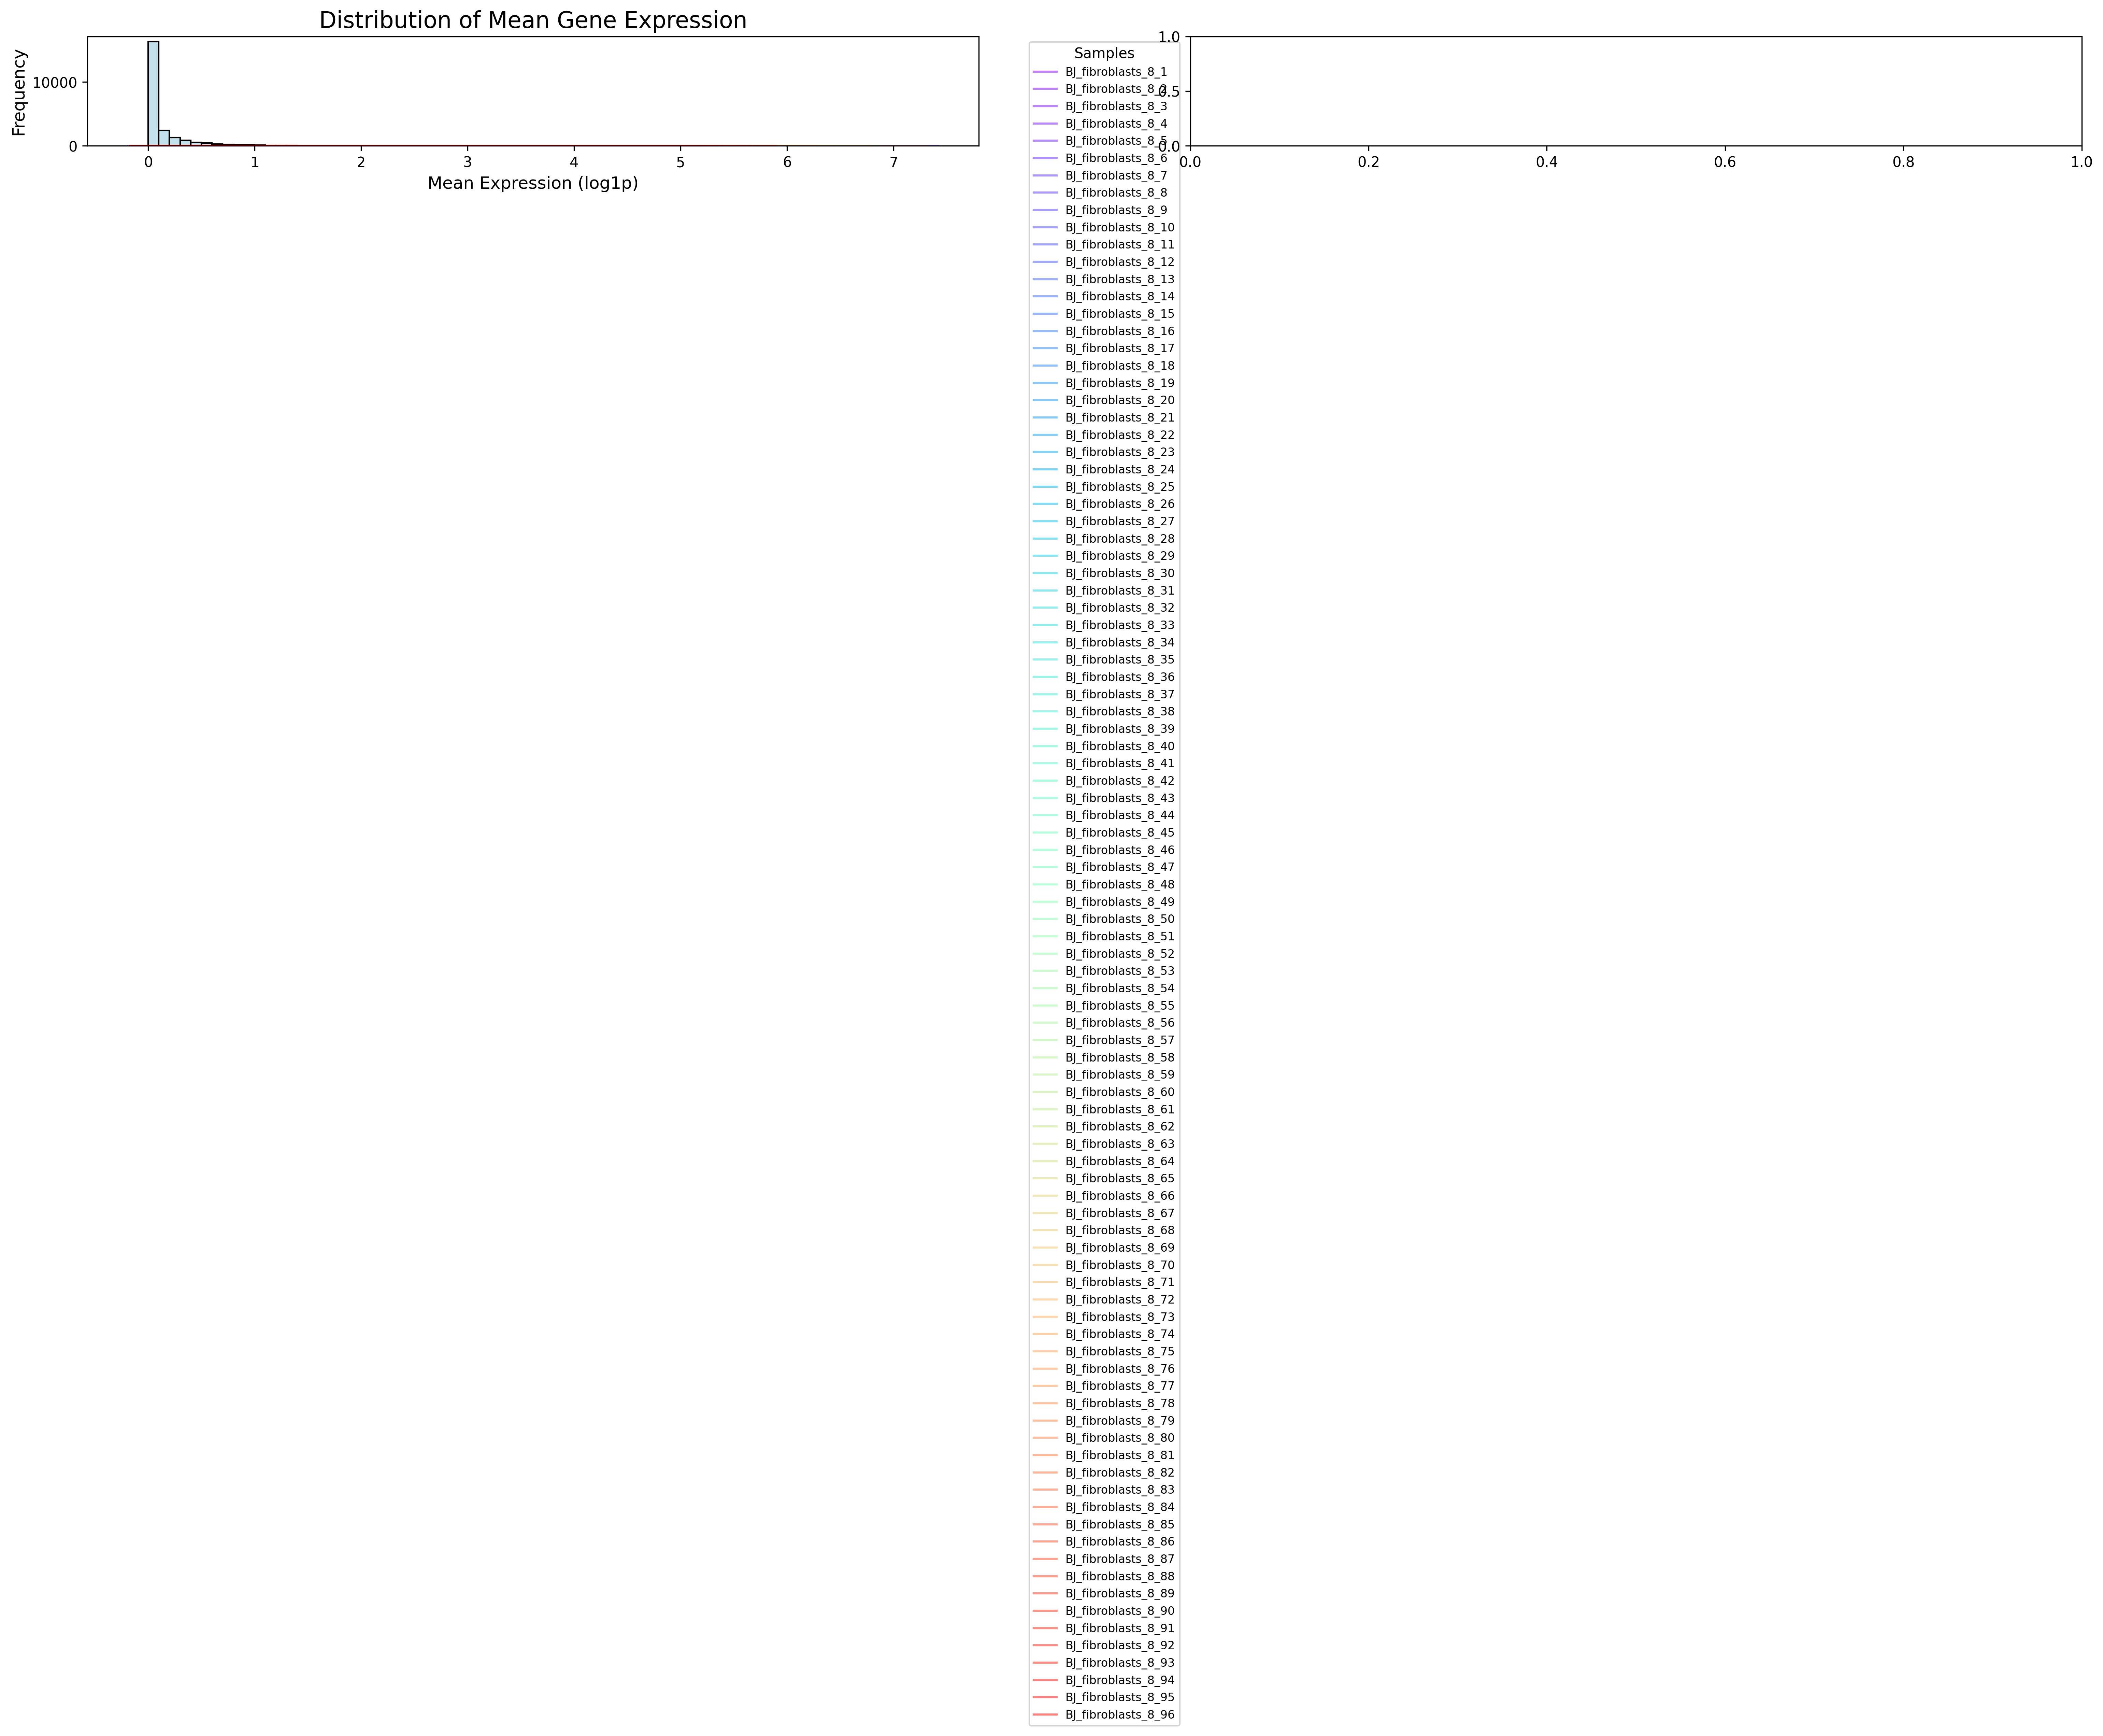 Distribution of Mean Gene Expression
Frequency
10000
0
0 1 2 3 4 5 6 7
Mean Expression (log1p)
Samples
BJ_fibroblasts_8_1
BJ_fibroblasts_8_2
BJ_fibroblasts_8_3
BJ_fibroblasts_8_4
BJ_fibroblasts_8_5
BJ_fibroblasts_8_6
BJ_fibroblasts_8_7
BJ_fibroblasts_8_8
BJ_fibroblasts_8_9
BJ_fibroblasts_8_10
BJ_fibroblasts_8_11
BJ_fibroblasts_8_12
BJ_fibroblasts_8_13
BJ_fibroblasts_8_14
BJ_fibroblasts_8_15
BJ_fibroblasts_8_16
BJ_fibroblasts_8_17
BJ_fibroblasts_8_18
BJ_fibroblasts_8_19
BJ_fibroblasts_8_20
BJ_fibroblasts_8_21
BJ_fibroblasts_8_22
BJ_fibroblasts_8_23
BJ_fibroblasts_8_24
BJ_fibroblasts_8_25
BJ_fibroblasts_8_26
BJ_fibroblasts_8_27
BJ_fibroblasts_8_28
BJ_fibroblasts_8_29
BJ_fibroblasts_8_30
BJ_fibroblasts_8_31
BJ_fibroblasts_8_32
BJ_fibroblasts_8_33
BJ_fibroblasts_8_34
BJ_fibroblasts_8_35
BJ_fibroblasts_8_36
BJ_fibroblasts_8_37
BJ_fibroblasts_8_38
BJ_fibroblasts_8_39
BJ_fibroblasts_8_40
BJ_fibroblasts_8_41
BJ_fibroblasts_8_42
BJ_fibroblasts_8_43
BJ_fibroblasts_8_44
BJ_fibroblasts_8_45
BJ_fibroblasts_8_46
BJ_fibroblasts_8_47
BJ_fibroblasts_8_48
BJ_fibroblasts_8_49
BJ_fibroblasts_8_50
BJ_fibroblasts_8_51
BJ_fibroblasts_8_52
BJ_fibroblasts_8_53
BJ_fibroblasts_8_54
BJ_fibroblasts_8_55
BJ_fibroblasts_8_56
BJ_fibroblasts_8_57
BJ_fibroblasts_8_58
BJ_fibroblasts_8_59
BJ_fibroblasts_8_60
BJ_fibroblasts_8_61
BJ_fibroblasts_8_62
BJ_fibroblasts_8_63
BJ_fibroblasts_8_64
BJ_fibroblasts_8_65
BJ_fibroblasts_8_66
BJ_fibroblasts_8_67
BJ_fibroblasts_8_68
BJ_fibroblasts_8_69
BJ_fibroblasts_8_70
BJ_fibroblasts_8_71
BJ_fibroblasts_8_72
BJ_fibroblasts_8_73
BJ_fibroblasts_8_74
BJ_fibroblasts_8_75
BJ_fibroblasts_8_76
BJ_fibroblasts_8_77
BJ_fibroblasts_8_78
BJ_fibroblasts_8_79
BJ_fibroblasts_8_80
BJ_fibroblasts_8_81
BJ_fibroblasts_8_82
BJ_fibroblasts_8_83
BJ_fibroblasts_8_84
BJ_fibroblasts_8_85
BJ_fibroblasts_8_86
BJ_fibroblasts_8_87
BJ_fibroblasts_8_88
BJ_fibroblasts_8_89
BJ_fibroblasts_8_90
BJ_fibroblasts_8_91
BJ_fibroblasts_8_92
BJ_fibroblasts_8_93
BJ_fibroblasts_8_94
BJ_fibroblasts_8_95
BJ_fibroblasts_8_96
1.0
0.5
0.0
0.0 0.2 0.4 0.6 0.8 1.0